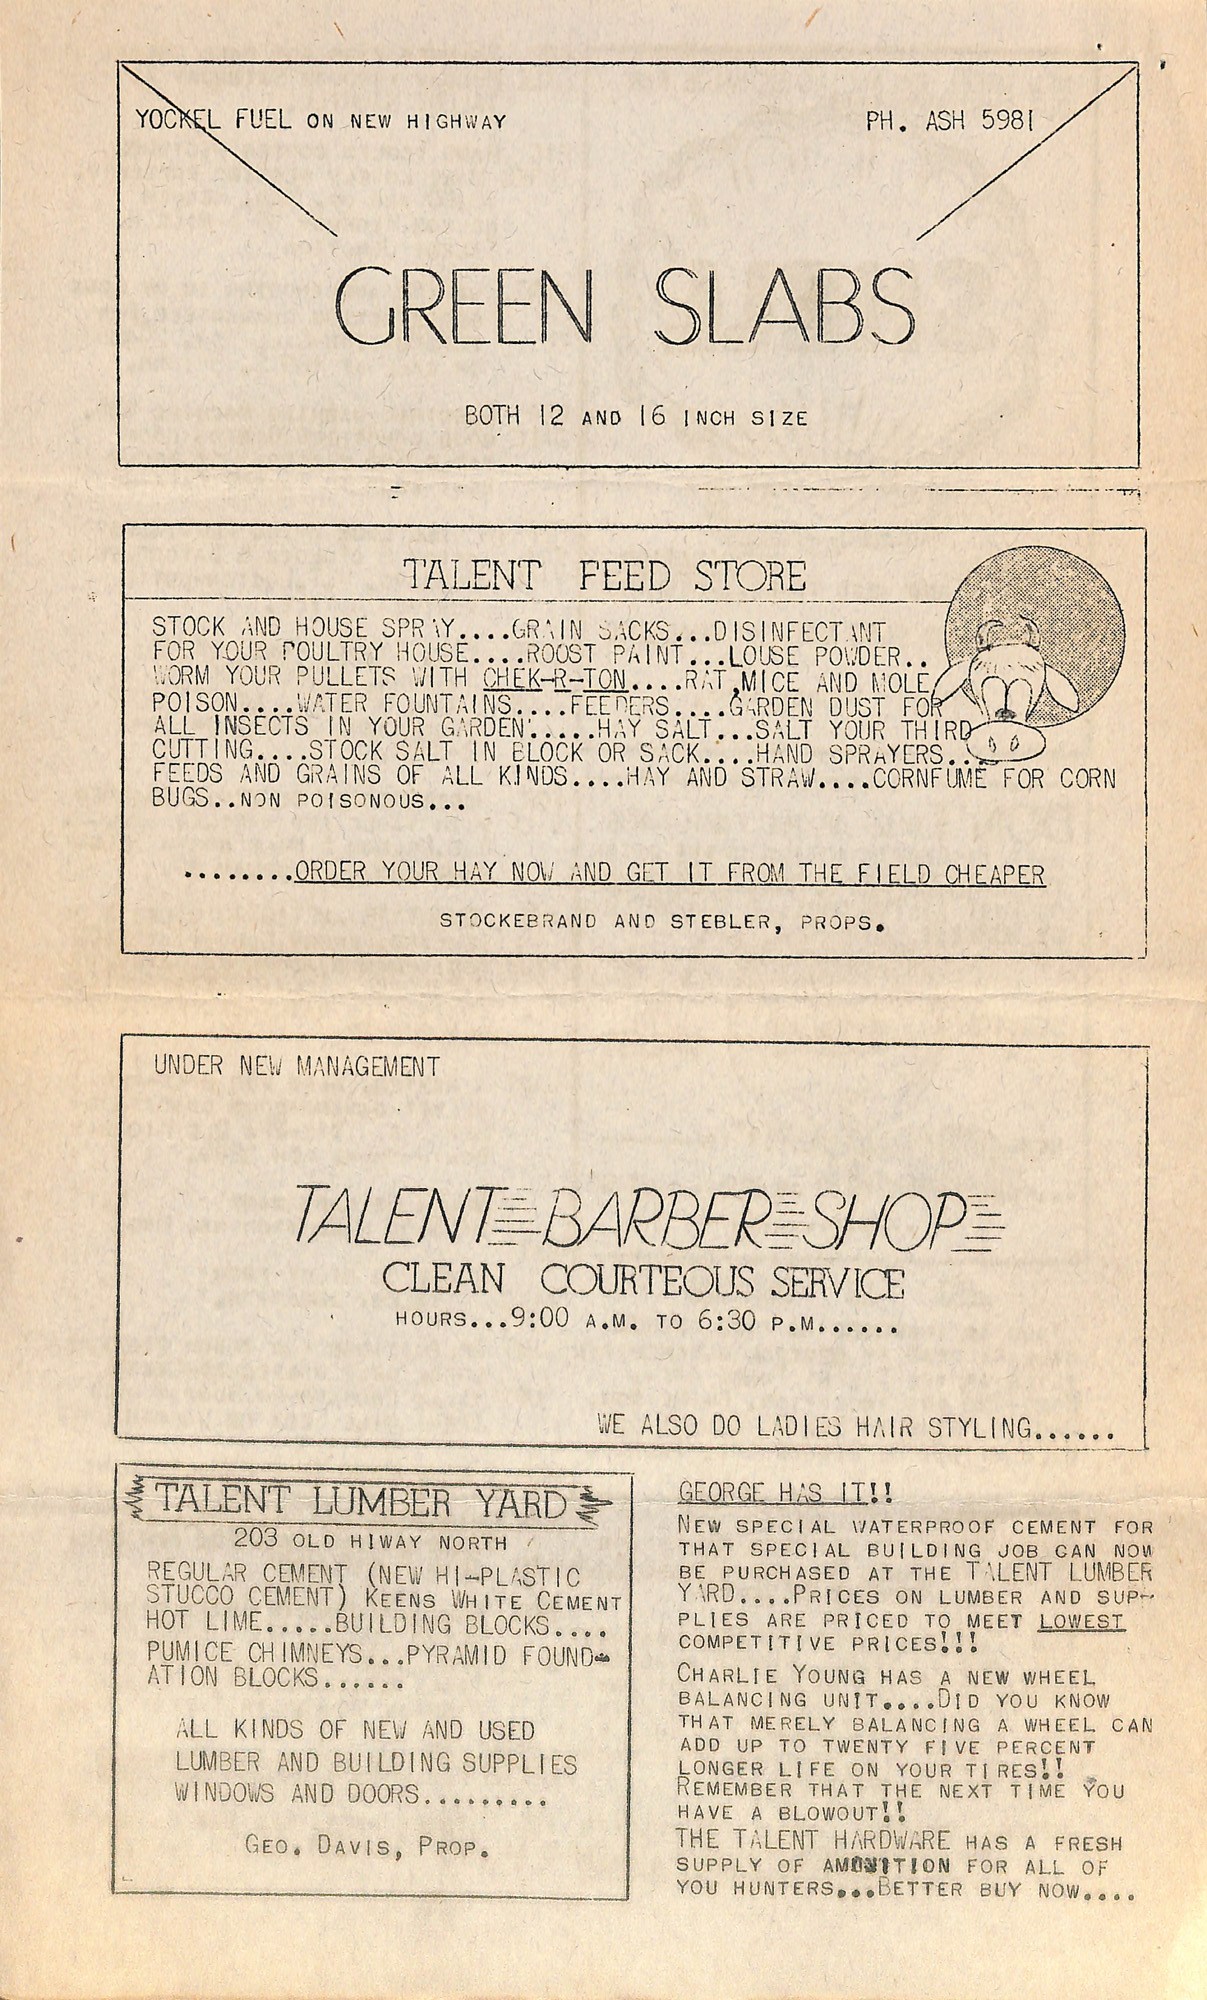 YOCKEL FUEL ON NEW HIGHWAY PH. ASH 5981
GREEN SLABS
BOTH 12 AND 16 INCH SIZE
TALENT FEED STORE
STOCK AND HOUSE SPRAY....GRAIN SACKS...DISINFECTANT
FOR YOUR POULTRY HOUSE....ROOST PAINT...LOUSE POWDER..
WORM YOUR PULLETS WITH CHEK-R-TON....RAT,MICE AND MOLE
POISON....WATER FOUNTAINS....FEEDERS....GARDEN DUST FOR
ALL INSECTS IN YOUR GARDEN.....HAY SALT...SALT YOUR THIRD
CUTTING....STOCK SALT IN BLOCK OR SACK....HAND SPRAYERS...
FEEDS AND GRAINS OF ALL KINDS....HAY AND STRAW....CORNFUME FOR CORN
BUGS..NON POISONOUS...
........ORDER YOUR HAY NOW AND GET IT FROM THE FIELD CHEAPER
STOCKEBRAND AND STEBLER, PROPS.
UNDER NEW MANAGEMENT
TALENT BARBER SHOP
CLEAN COURTEOUS SERVICE
HOURS...9:00 A.M. TO 6:30 P.M......
WE ALSO DO LADIES HAIR STYLING......
TALENT LUMBER YARD
203 OLD HIWAY NORTH
REGULAR CEMENT (NEW HI-PLASTIC
STUCCO CEMENT) KEENS WHITE CEMENT
HOT LIME.....BUILDING BLOCKS....
PUMICE CHIMNEYS...PYRAMID FOUND-
ATION BLOCKS......
ALL KINDS OF NEW AND USED
LUMBER AND BUILDING SUPPLIES
WINDOWS AND DOORS.........
GEO. DAVIS, PROP.
GEORGE HAS IT!!
NEW SPECIAL WATERPROOF CEMENT FOR
THAT SPECIAL BUILDING JOB CAN NOW
BE PURCHASED AT THE TALENT LUMBER
YARD....PRICES ON LUMBER AND SUP-
PLIES ARE PRICED TO MEET LOWEST
COMPETITIVE PRICES!!!
CHARLIE YOUNG HAS A NEW WHEEL
BALANCING UNIT....DID YOU KNOW
THAT MERELY BALANCING A WHEEL CAN
ADD UP TO TWENTY FIVE PERCENT
LONGER LIFE ON YOUR TIRES!!
REMEMBER THAT THE NEXT TIME YOU
HAVE A BLOWOUT!!
THE TALENT HARDWARE HAS A FRESH
SUPPLY OF AMUNITION FOR ALL OF
YOU HUNTERS...BETTER BUY NOW....